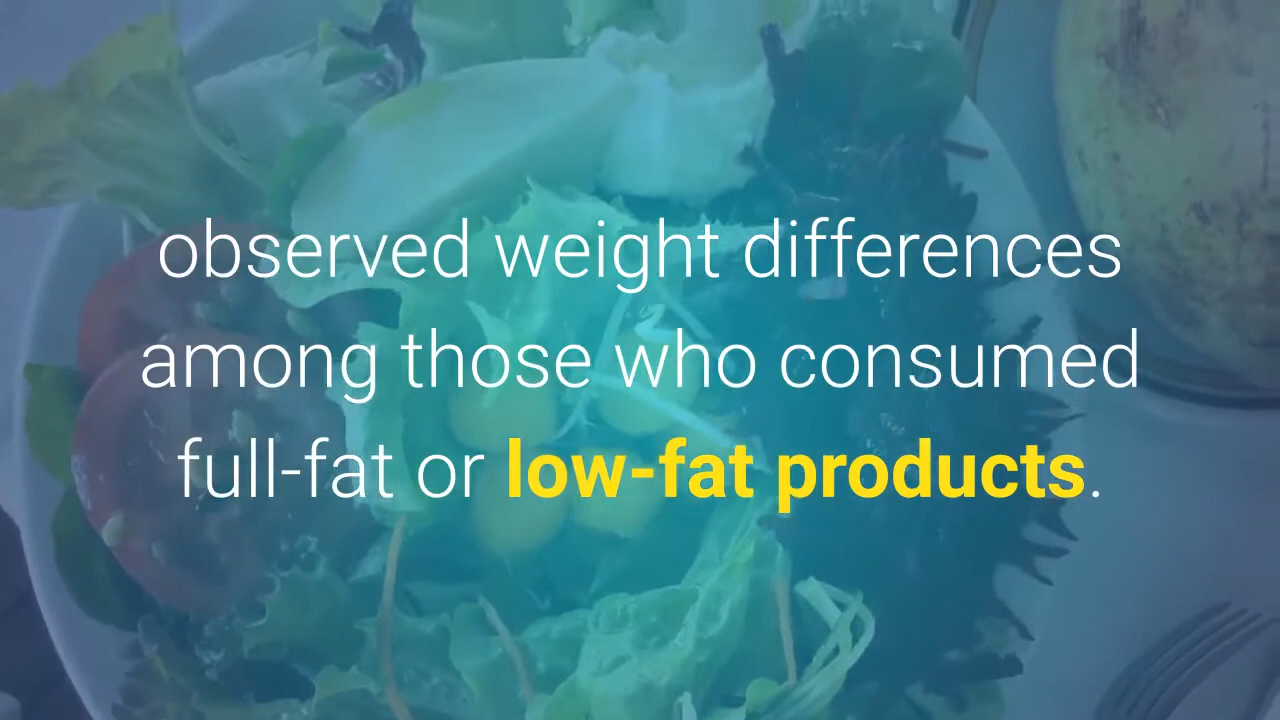 observed weight differences
among those who consumed
full-fat or low-fat products.